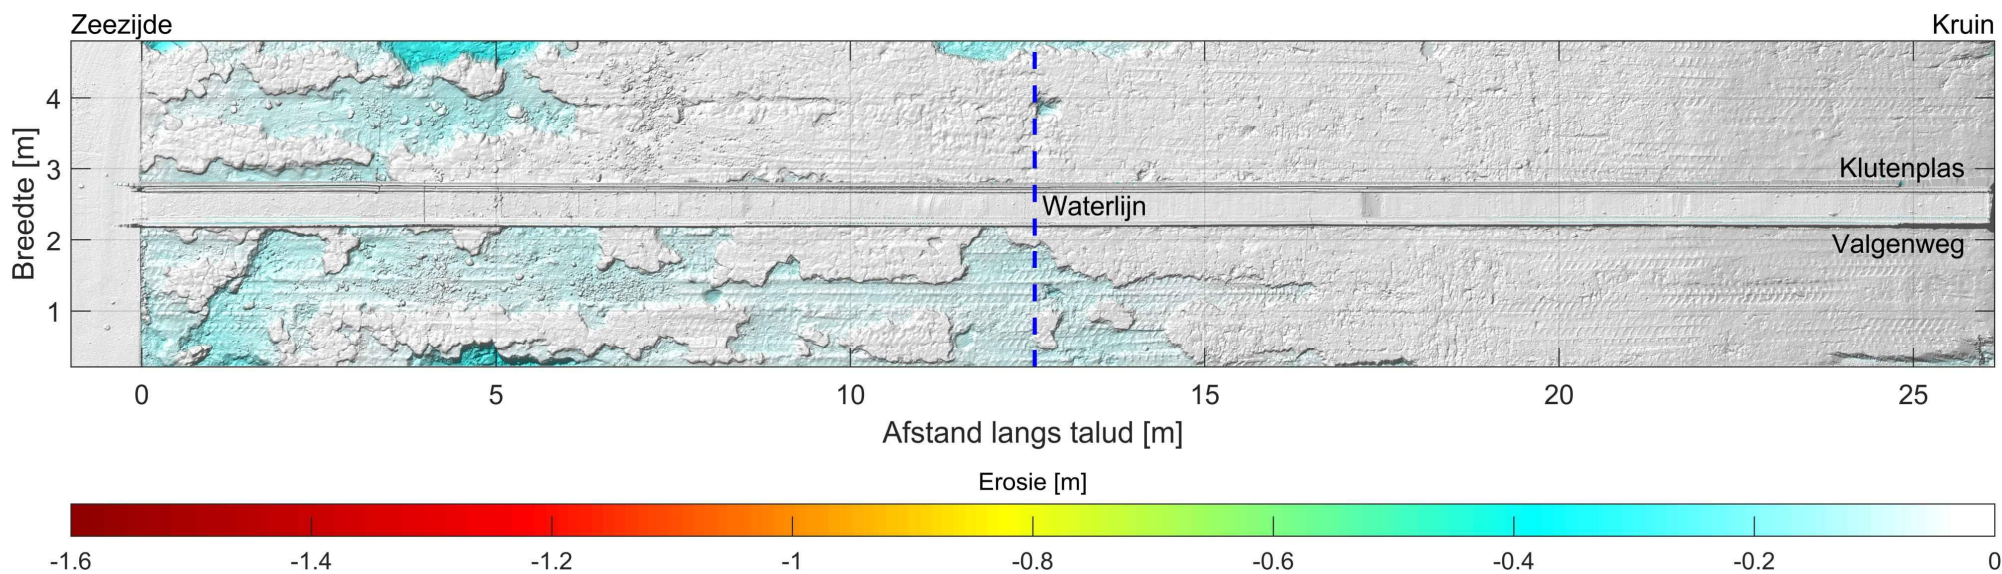 Zeezijde
Kruin
Breedte [m]
4
3
2
1
Klutenplas
Waterlijn
Valgenweg
0
5
10
15
20
25
Afstand langs talud [m]
Erosie [m]
-1.6
-1.4
-1.2
-1
-0.8
-0.6
-0.4
-0.2
0